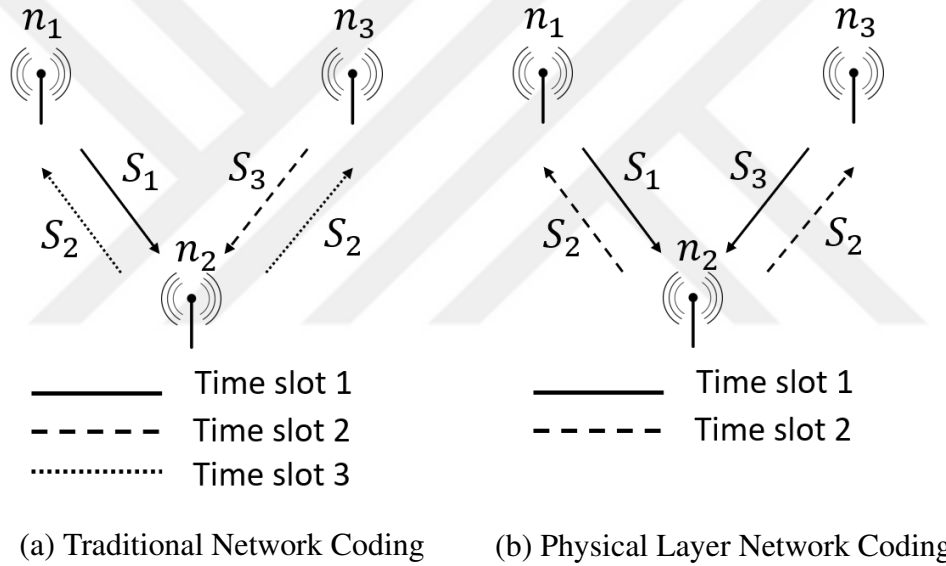 n₁ n₃ n₁ n₃
S₁ S₃ S₁ S₃
S₂ n₂ S₂ S₂ n₂ S₂
Time slot 1 Time slot 1
Time slot 2 Time slot 2
Time slot 3
(a) Traditional Network Coding (b) Physical Layer Network Coding